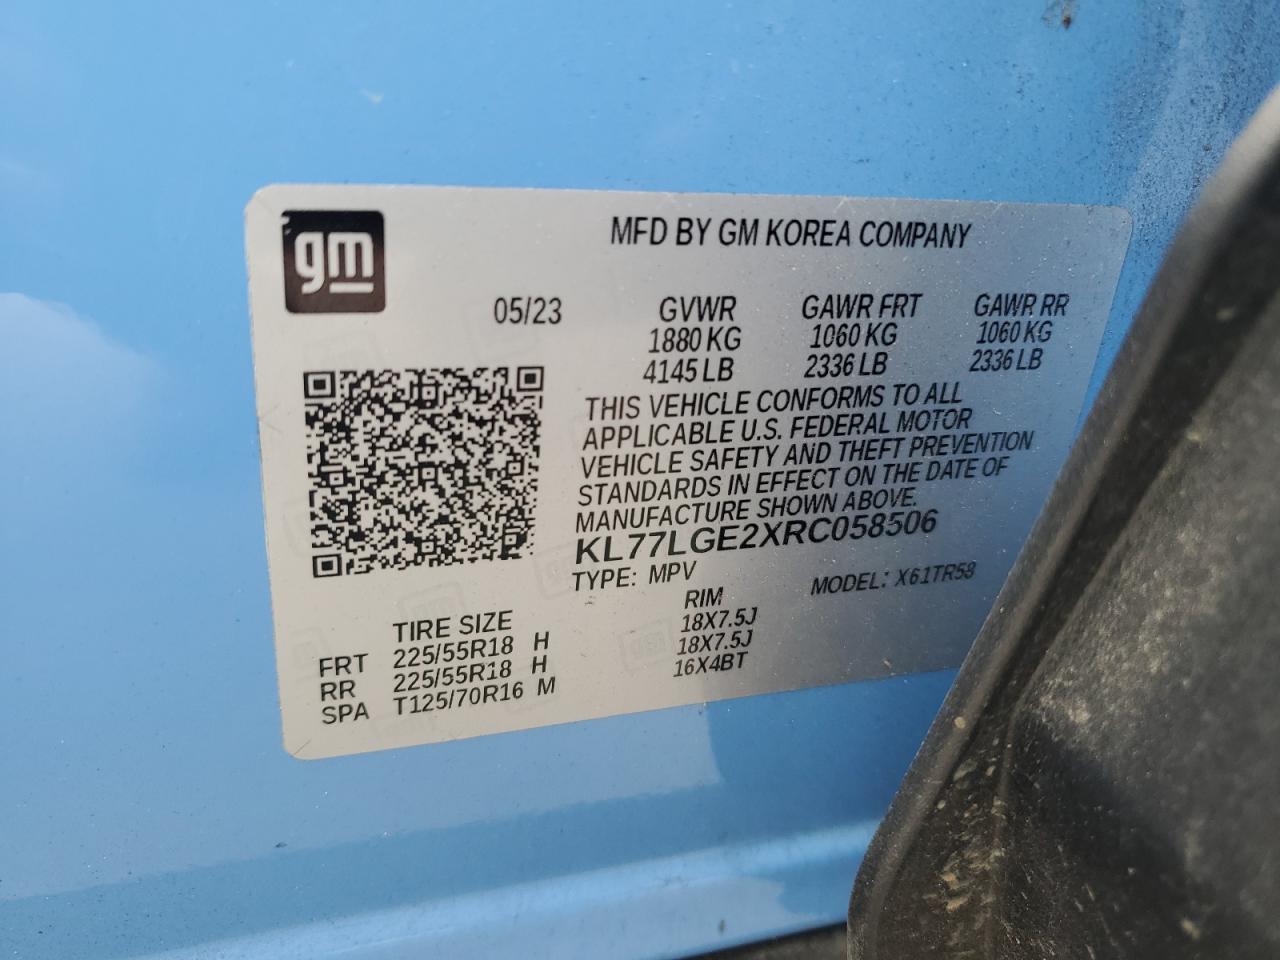 gm
MFD BY GM KOREA COMPANY
05/23 GVWR GAWR FRT GAWR RR
1880 KG 1060 KG 1060 KG
4145 LB 2336 LB 2336 LB
THIS VEHICLE CONFORMS TO ALL
APPLICABLE U.S. FEDERAL MOTOR
VEHICLE SAFETY AND THEFT PREVENTION
STANDARDS IN EFFECT ON THE DATE OF
MANUFACTURE SHOWN ABOVE.
KL77LGE2XRC058506
TYPE: MPV MODEL: X61TR58
TIRE SIZE RIM
FRT 225/55R18 H 18X7.5J
RR 225/55R18 H 18X7.5J
SPA T125/70R16 M 16X4BT